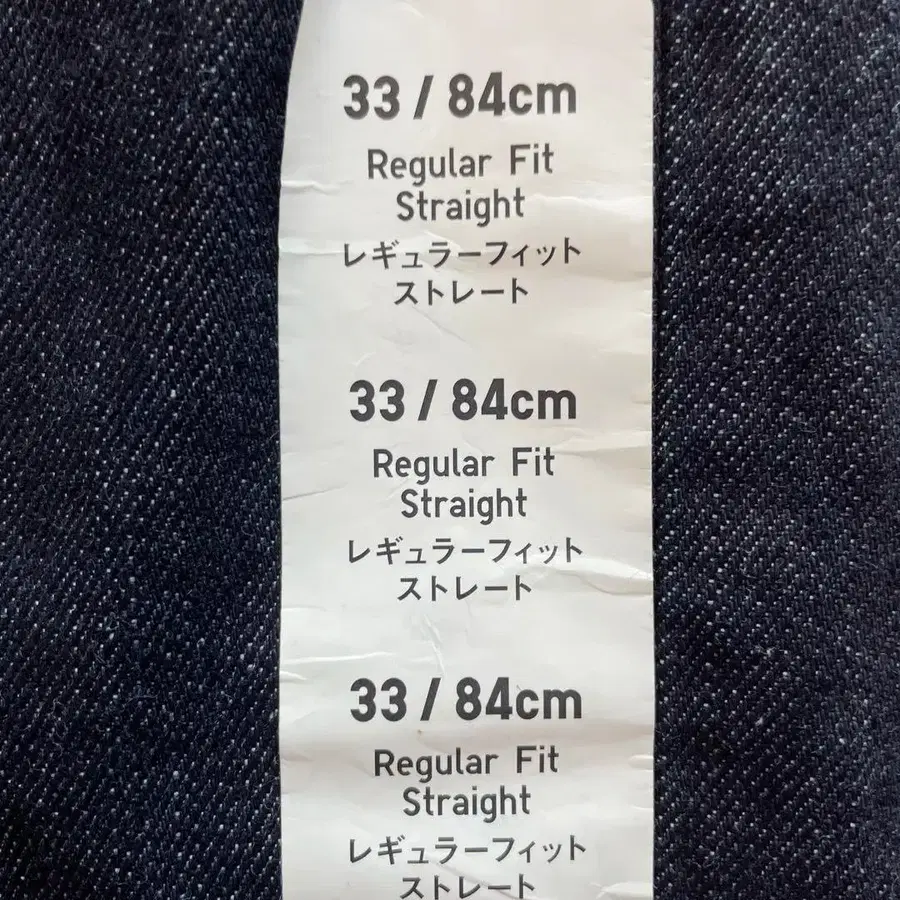 33 / 84cm
Regular Fit
Straight
レギュラーフィット
ストレート
33 / 84cm
Regular Fit
Straight
レギュラーフィット
ストレート
33 / 84cm
Regular Fit
Straight
レギュラーフィット
ストレート